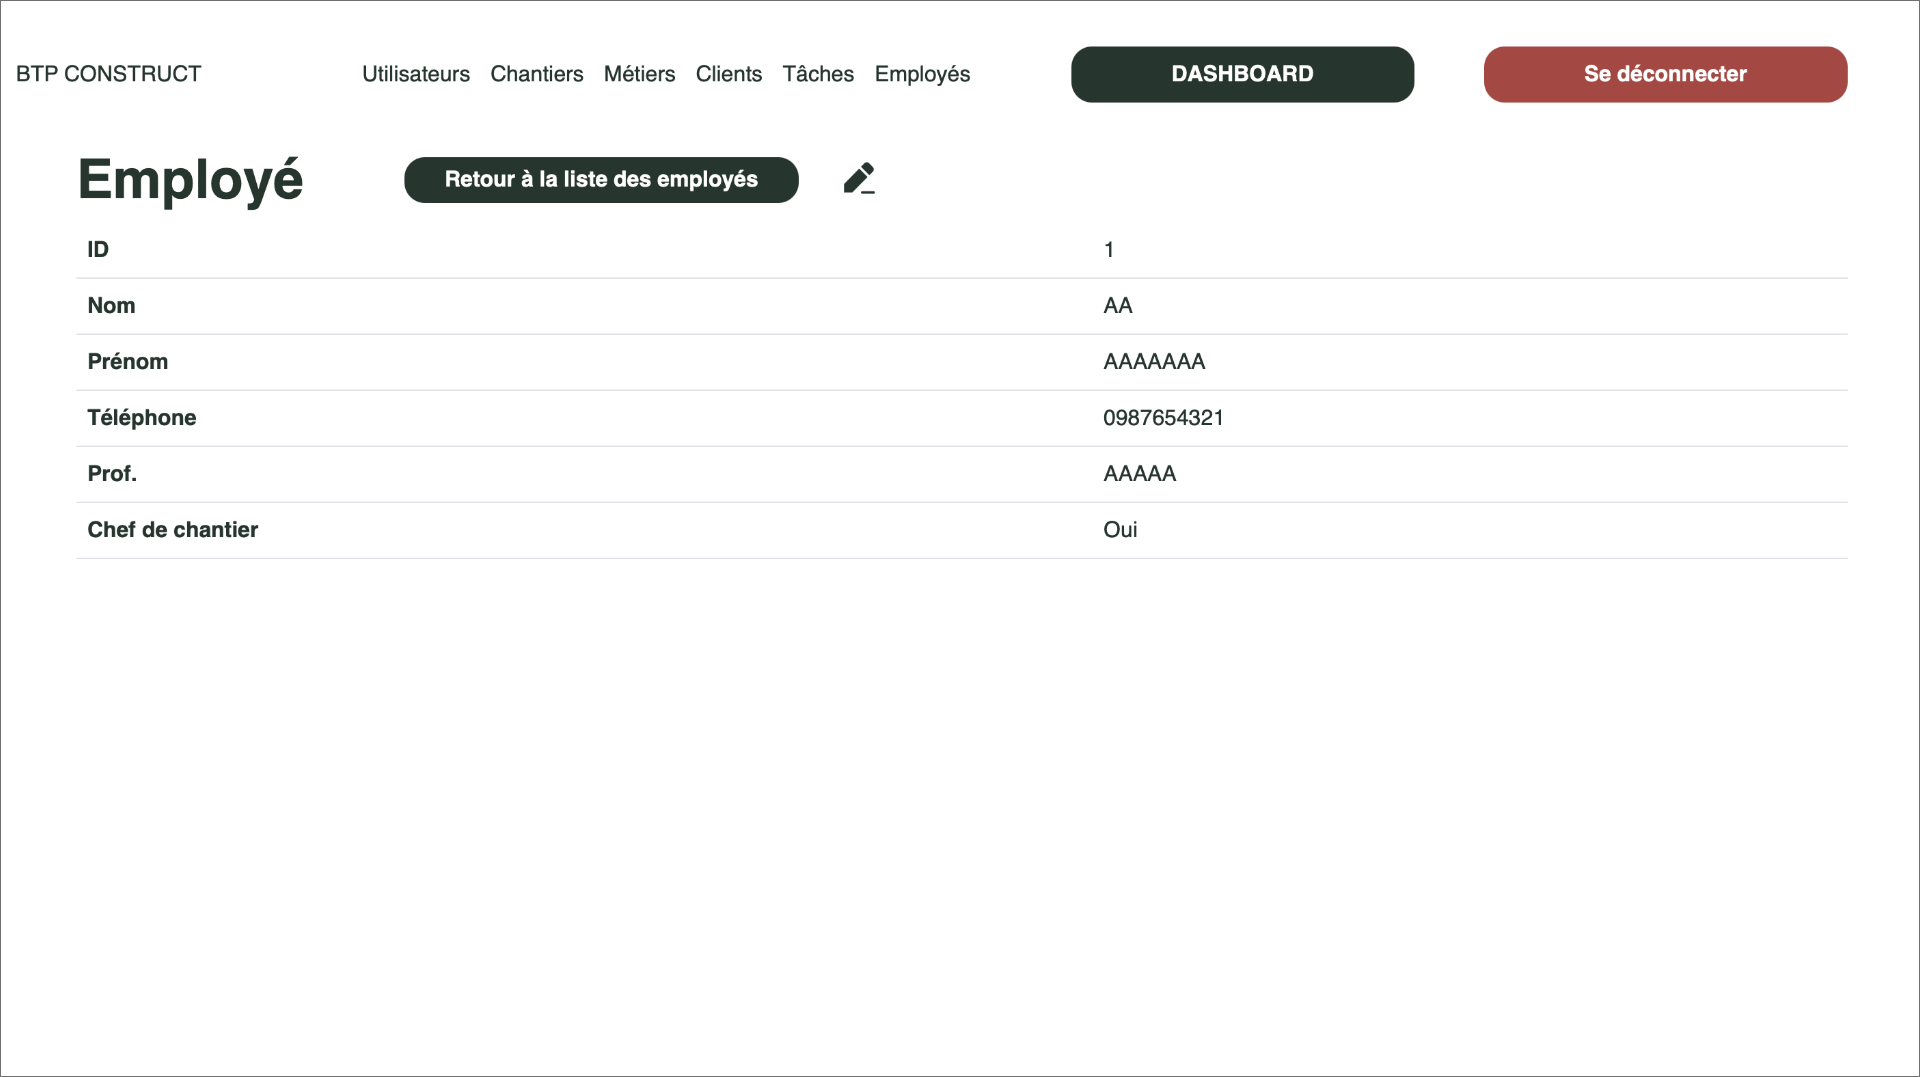 BTP CONSTRUCT Utilisateurs Chantiers Métiers Clients Tâches Employés DASHBOARD Se déconnecter
Employé Retour à la liste des employés
ID 1
Nom AA
Prénom AAAAAAA
Téléphone 0987654321
Prof. AAAAA
Chef de chantier Oui